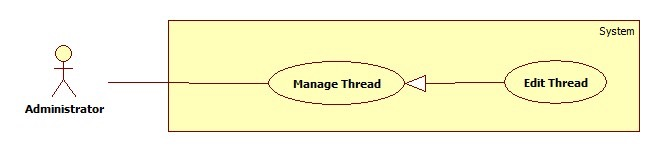 System
Manage Thread
Edit Thread
Administrator